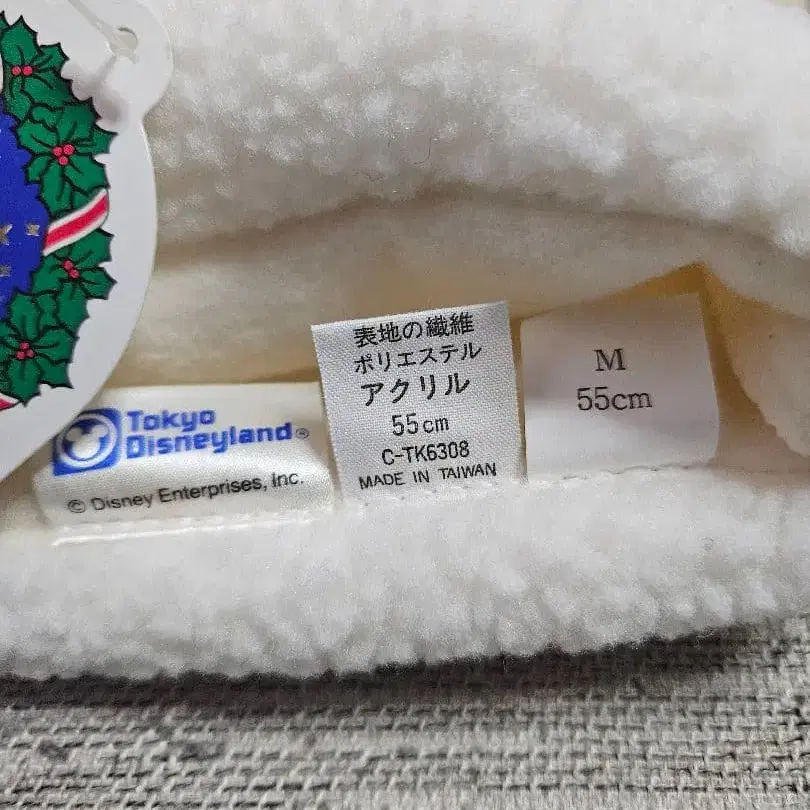 Tokyo
Disneyland®
© Disney Enterprises, Inc.
表地の繊維
ポリエステル
アクリル
55cm
C-TK6308
MADE IN TAIWAN
M
55cm